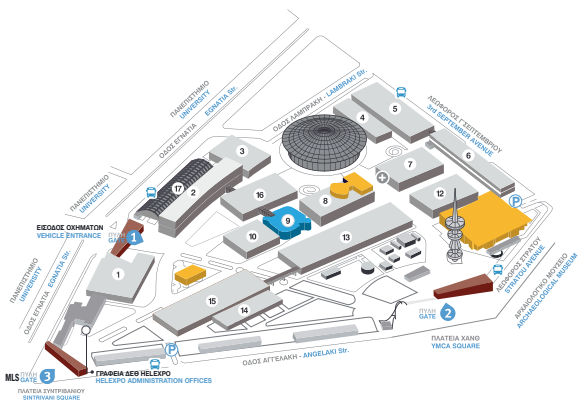 ΠΑΝΕΠΙΣΤΗΜΙΟ
UNIVERSITY
ΟΔΟΣ ΕΓΝΑΤΙΑ EGNATIA Str.
ΟΔΟΣ ΛΑΜΠΡΑΚΗ - LAMBRAKI Str.
ΛΕΩΦΟΡΟΣ Γ' ΣΕΠΤΕΜΒΡΙΟΥ
3rd SEPTEMBER AVENUE
5
4
3
6
7
17
2
16
8
12
ΠΑΝΕΠΙΣΤΗΜΙΟ
UNIVERSITY
P
9
ΕΙΣΟΔΟΣ ΟΧΗΜΑΤΩΝ
VEHICLE ENTRANCE
ΠΥΛΗ
GATE 1
10
13
1
ΠΑΝΕΠΙΣΤΗΜΙΟ
UNIVERSITY
ΟΔΟΣ ΕΓΝΑΤΙΑ EGNATIA Str.
15
14
ΛΕΩΦΟΡΟΣ ΣΤΡΑΤΟΥ
STRATOU AVENUE
ΑΡΧΑΙΟΛΟΓΙΚΟ ΜΟΥΣΕΙΟ
ARCHAEOLOGICAL MUSEUM
ΠΥΛΗ
GATE 2
ΠΛΑΤΕΙΑ ΧΑΝΘ
YMCA SQUARE
P
ΟΔΟΣ ΑΓΓΕΛΑΚΗ - ANGELAKI Str.
ΓΡΑΦΕΙΑ ΔΕΘ HELEXPO
HELEXPO ADMINISTRATION OFFICES
MLS ΠΥΛΗ
GATE 3
ΠΛΑΤΕΙΑ ΣΥΝΤΡΙΒΑΝΙΟΥ
SINTRIVANI SQUARE